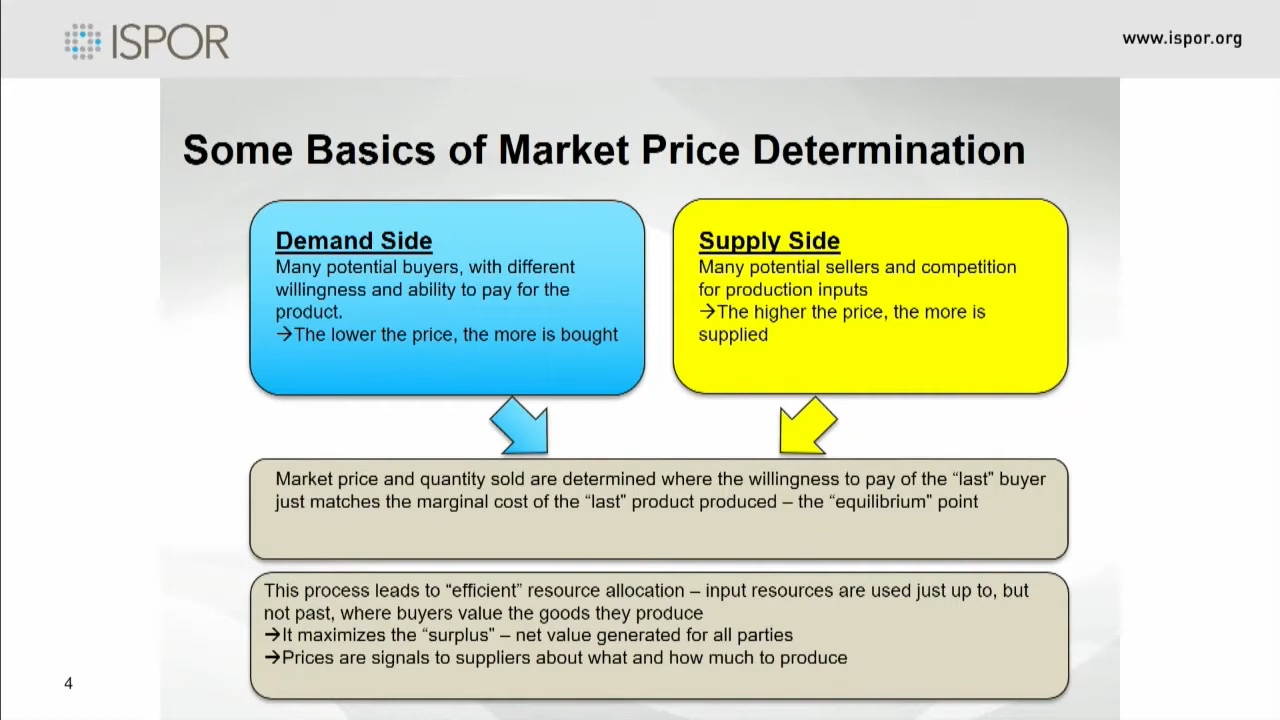 ISPOR
www.ispor.org
Some Basics of Market Price Determination
Demand Side
Many potential buyers, with different
willingness and ability to pay for the
product.
→The lower the price, the more is bought
Supply Side
Many potential sellers and competition
for production inputs
→The higher the price, the more is
supplied
Market price and quantity sold are determined where the willingness to pay of the “last” buyer
just matches the marginal cost of the “last” product produced – the “equilibrium” point
This process leads to “efficient” resource allocation – input resources are used just up to, but
not past, where buyers value the goods they produce
→It maximizes the “surplus” – net value generated for all parties
→Prices are signals to suppliers about what and how much to produce
4